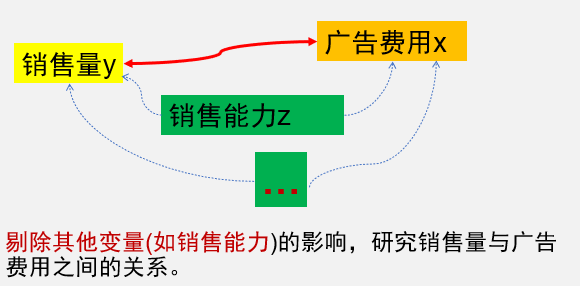 销售量y
广告费用x
销售能力z
...
剔除其他变量(如销售能力)的影响，研究销售量与广告
费用之间的关系。